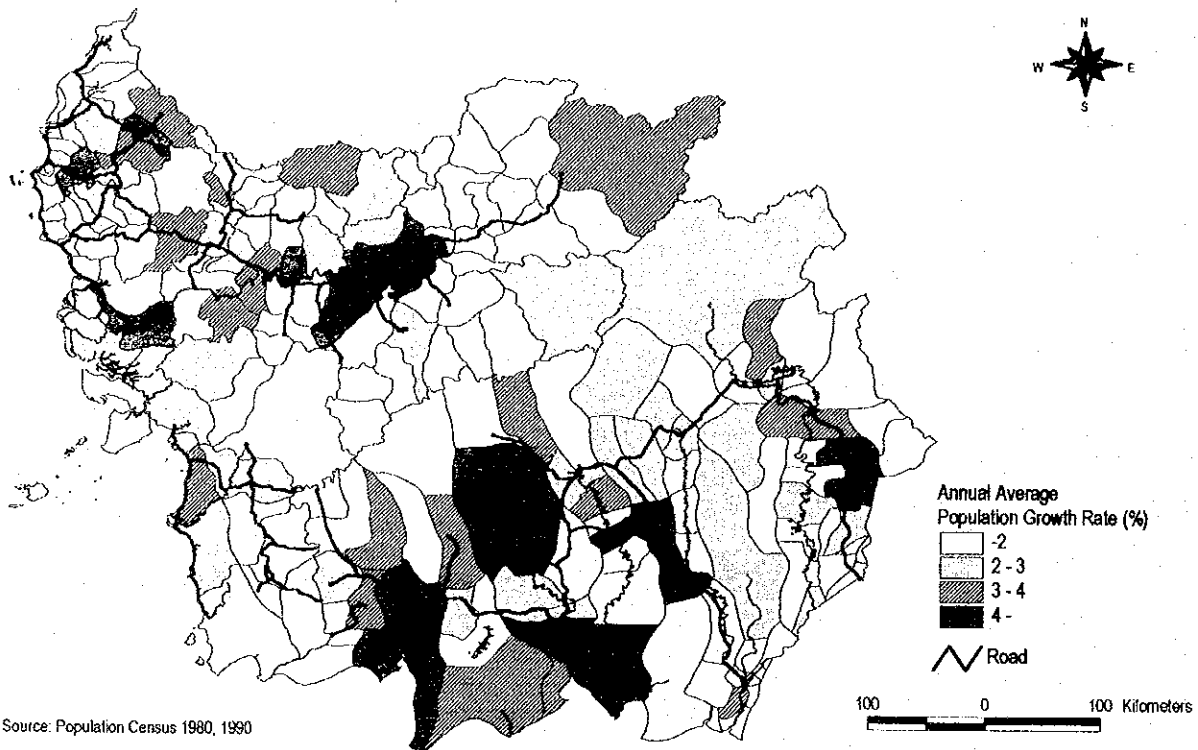 N
W E
S
Annual Average
Population Growth Rate (%)
-2
2 - 3
3 - 4
4 -
Road
100 0 100 Kilometers
Source: Population Census 1980, 1990